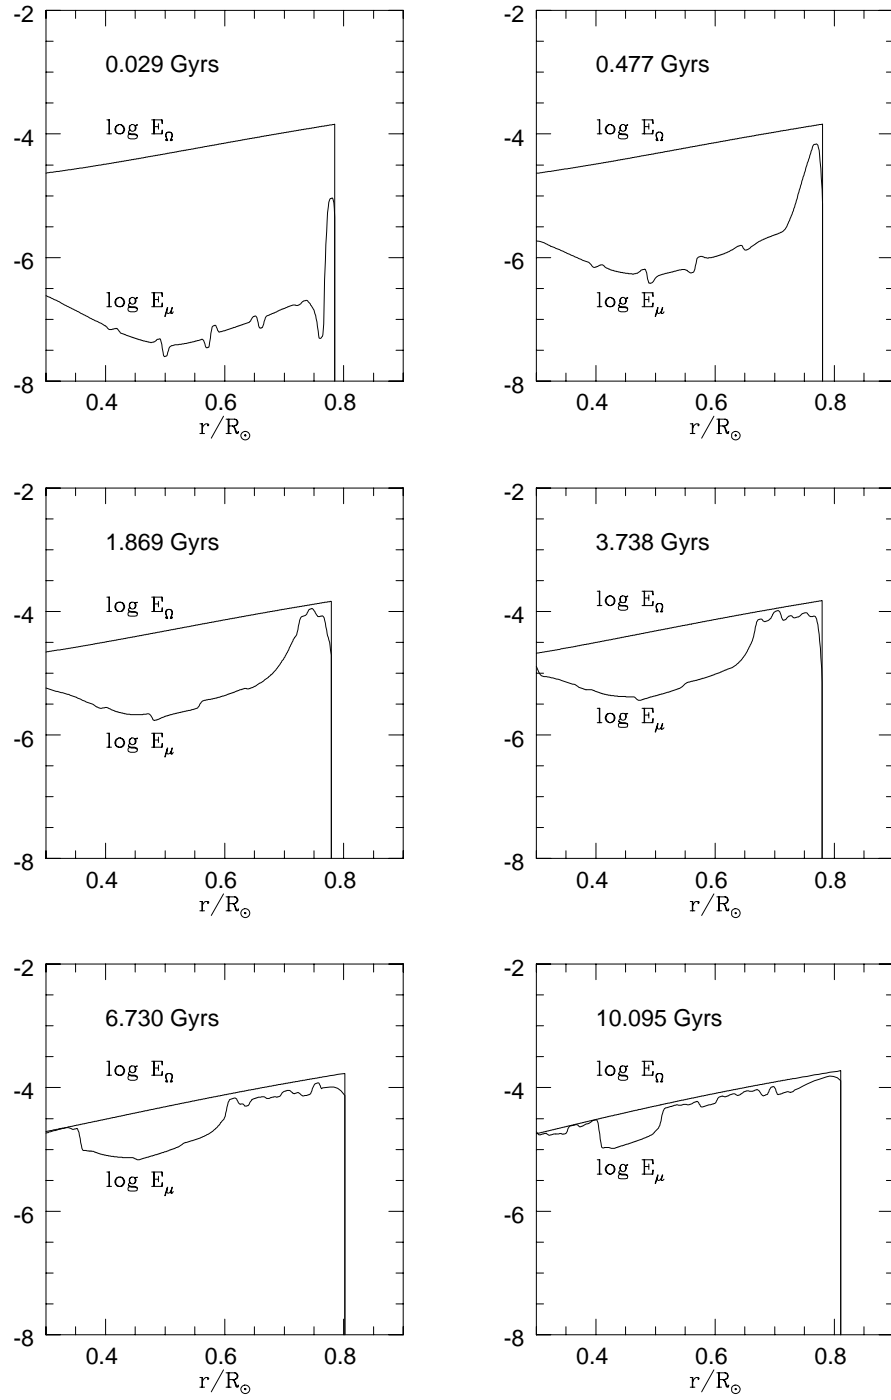 -2
0.029 Gyrs
log E_Ω
-4
-6
log E_μ
-8
0.4 0.6 0.8
r/R_⊙
-2
0.477 Gyrs
log E_Ω
-4
-6
log E_μ
-8
0.4 0.6 0.8
r/R_⊙
-2
1.869 Gyrs
log E_Ω
-4
-6
log E_μ
-8
0.4 0.6 0.8
r/R_⊙
-2
3.738 Gyrs
log E_Ω
-4
log E_μ
-6
-8
0.4 0.6 0.8
r/R_⊙
-2
6.730 Gyrs
log E_Ω
-4
log E_μ
-6
-8
0.4 0.6 0.8
r/R_⊙
-2
10.095 Gyrs
log E_Ω
-4
log E_μ
-6
-8
0.4 0.6 0.8
r/R_⊙